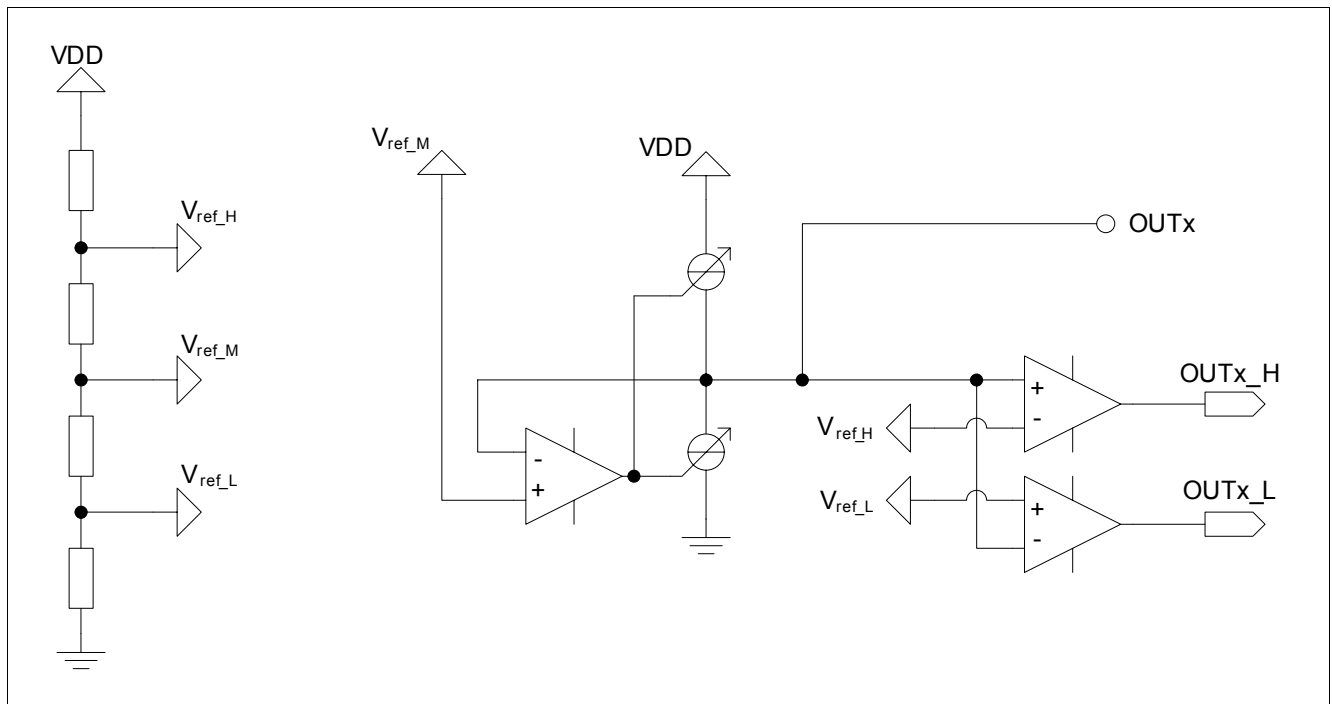 VDD
Vref_H
Vref_M
Vref_L
Vref_M
VDD
OUTx
-
+
+
-
Vref_H
OUTx_H
Vref_L
+
-
OUTx_L